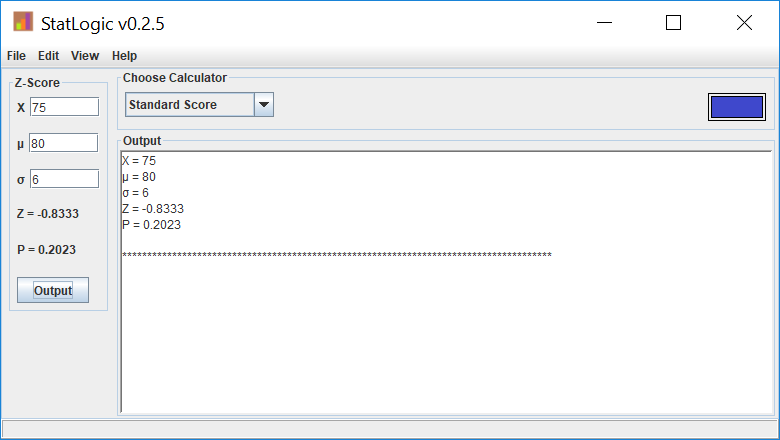 StatLogic v0.2.5
File Edit View Help
Z-Score
X 75
μ 80
σ 6
Z = -0.8333
P = 0.2023
Output
Choose Calculator
Standard Score
Output
X = 75
μ = 80
σ = 6
Z = -0.8333
P = 0.2023
**************************************************************************************